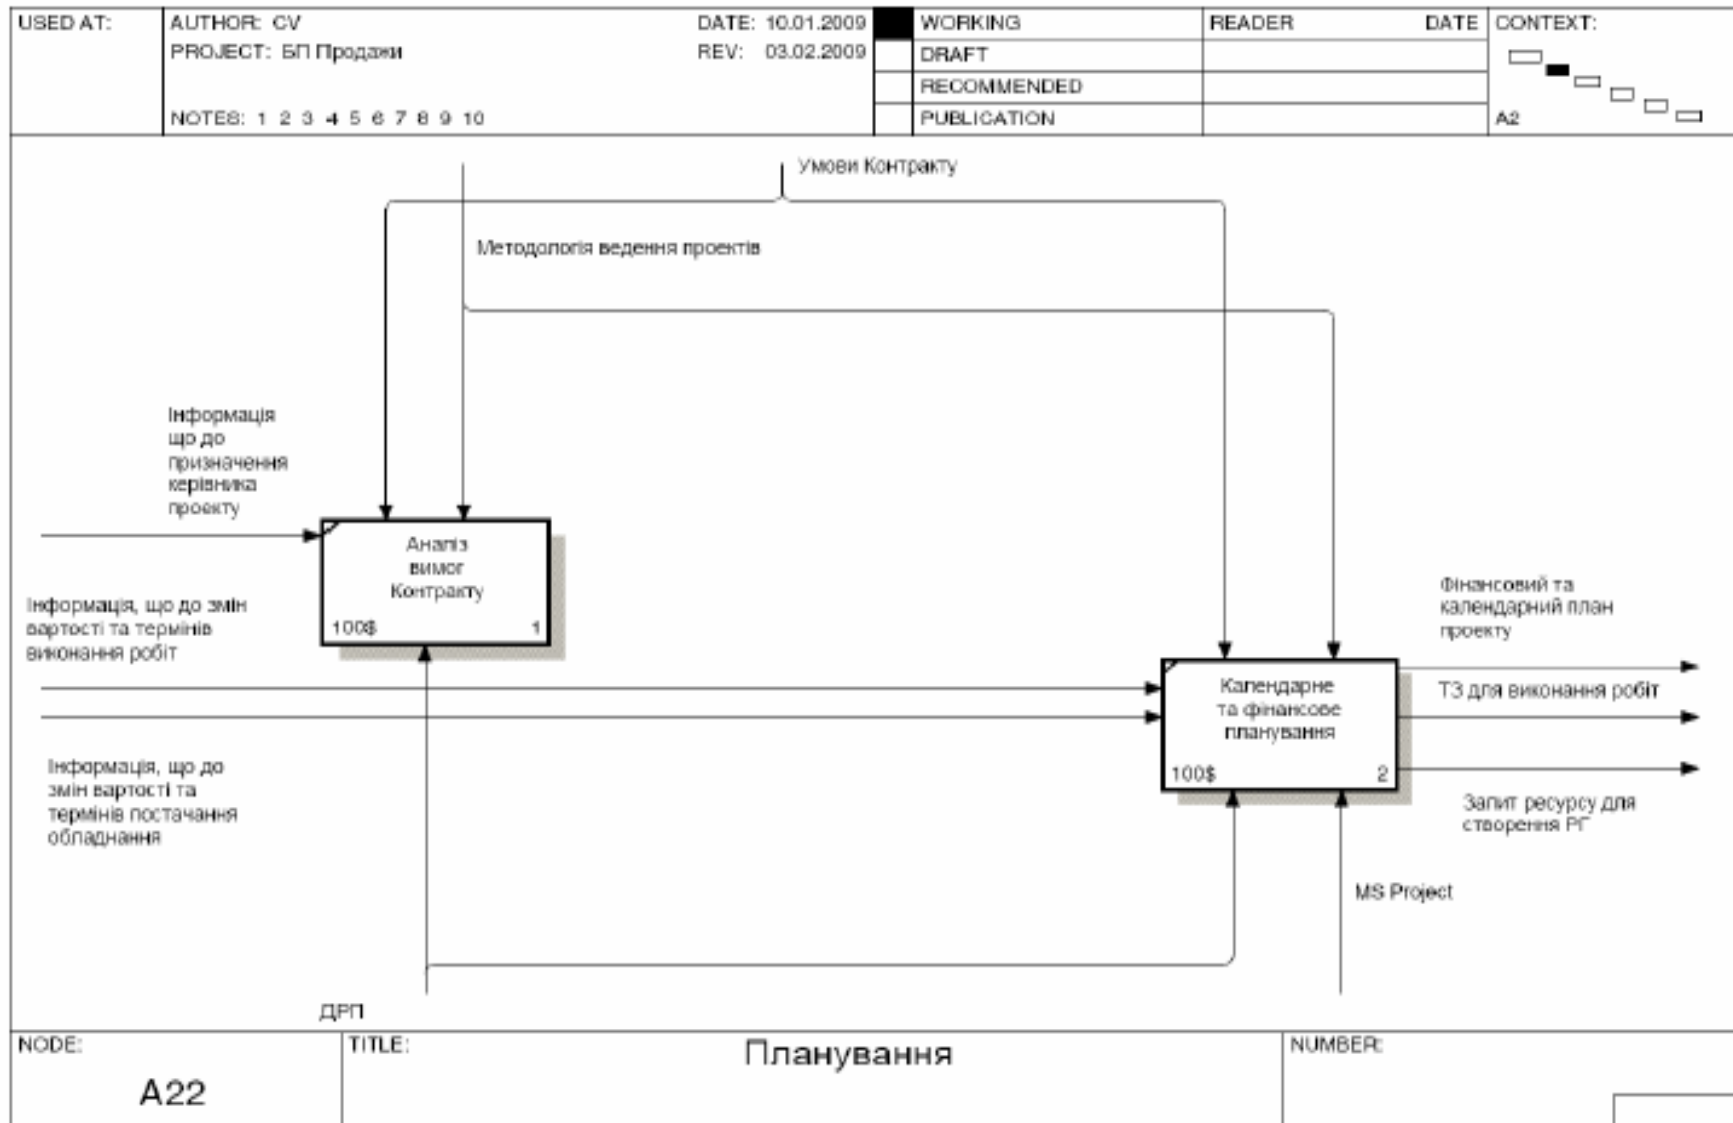 USED AT:
AUTHOR: CV
DATE: 10.01.2009
PROJECT: БП Продажи
REV: 03.02.2009
NOTES: 1 2 3 4 5 6 7 8 9 10
WORKING
DRAFT
RECOMMENDED
PUBLICATION
READER
DATE
CONTEXT:
A2
Умови Контракту
Методологія ведення проектів
Інформація
що до
призначення
керівника
проекту
Аналіз
вимог
Контракту
100$
1
Інформація, що до змін
вартості та термінів
виконання робіт
Фінансовий та
календарний план
проекту
Календарне
та фінансове
планування
100$
2
ТЗ для виконання робіт
Інформація, що до
змін вартості та
термінів постачання
обладнання
Запит ресурсу для
створення РГ
MS Project
ДРП
NODE:
A22
TITLE:
Планування
NUMBER: